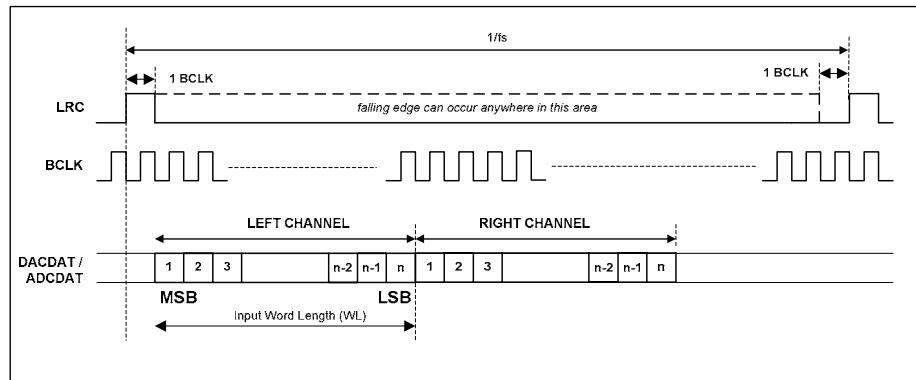 1/fs
1 BCLK
1 BCLK
LRC
falling edge can occur anywhere in this area
BCLK
LEFT CHANNEL
RIGHT CHANNEL
DACDAT /
ADCDAT
1 2 3 n-2 n-1 n 1 2 3 n-2 n-1 n
MSB LSB
Input Word Length (WL)